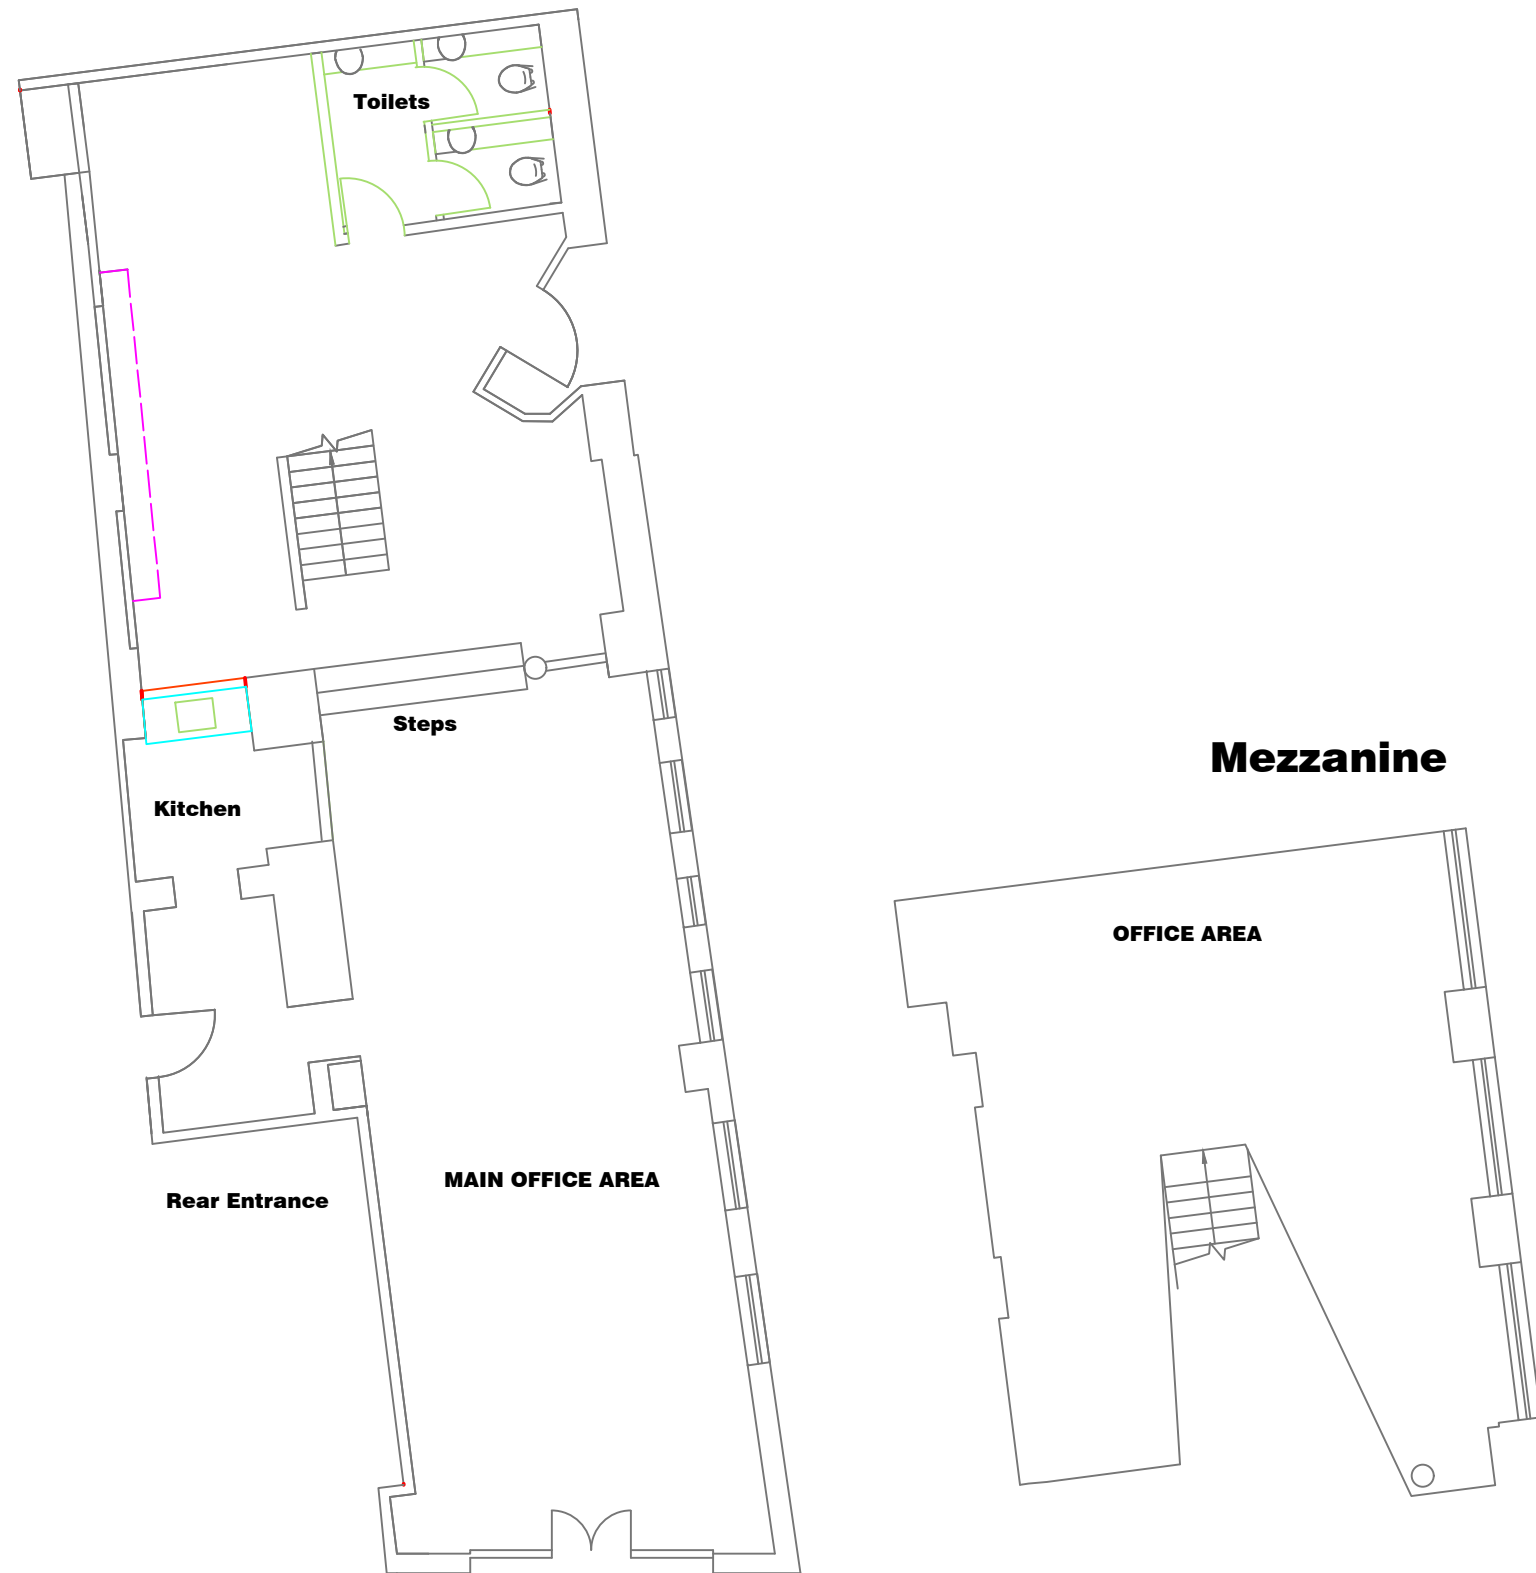 Toilets
Steps
Mezzanine
Kitchen
OFFICE AREA
MAIN OFFICE AREA
Rear Entrance